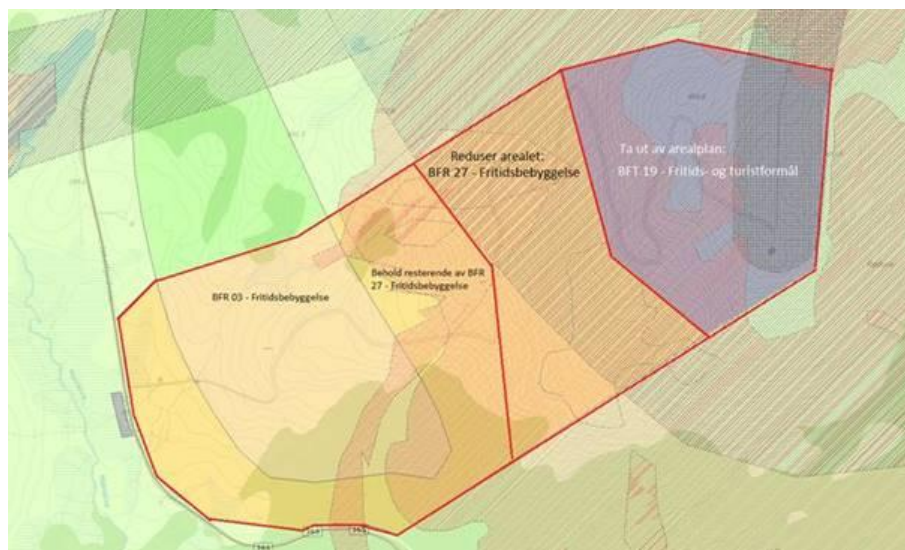 Reduser arealet:
BFR 27 - Fritidsbebyggelse
Ta ut av arealplan:
BFT 19 - Fritids- og turistformål
Behold resterende av BFR
27 - Fritidsbebyggelse
BFR 03 - Fritidsbebyggelse